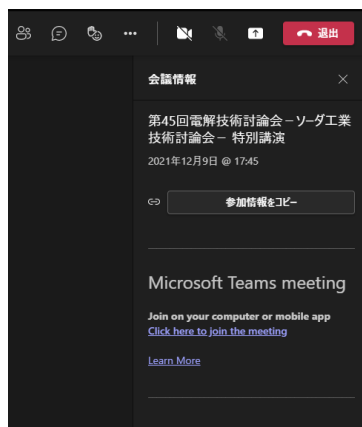 退出
会議情報
第45回電解技術討論会－ソーダ工業
技術討論会－ 特別講演
2021年12月9日 @ 17:45
参加情報をコピー
Microsoft Teams meeting
Join on your computer or mobile app
Click here to join the meeting
Learn More